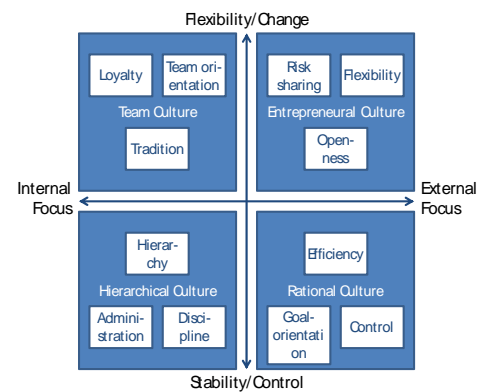 Flexibility/Change
Loyalty
Team ori-
entation
Team Culture
Tradition
Risk
sharing
Flexibility
Entrepreneural Culture
Open-
ness
Internal
Focus
External
Focus
Hierar-
chy
Hierarchical Culture
Admini-
stration
Disci-
pline
Efficiency
Rational Culture
Goal-
orientati
on
Control
Stability/Control